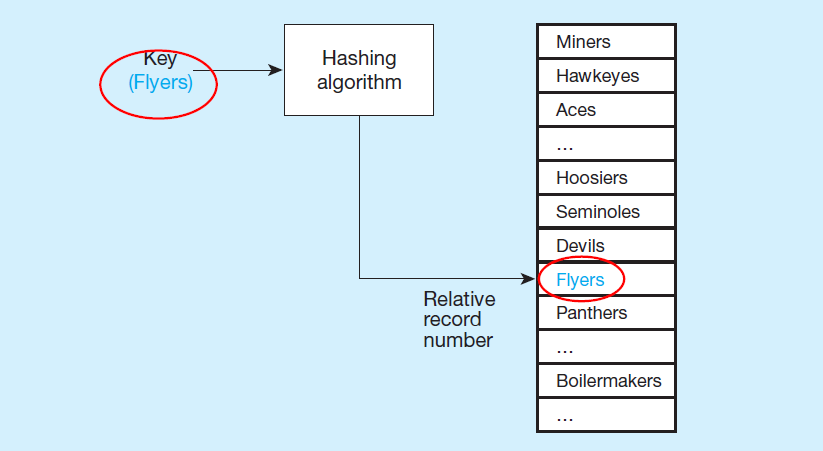 Key
(Flyers)
Hashing
algorithm
Relative
record
number
Miners
Hawkeyes
Aces
...
Hoosiers
Seminoles
Devils
Flyers
Panthers
...
Boilermakers
...